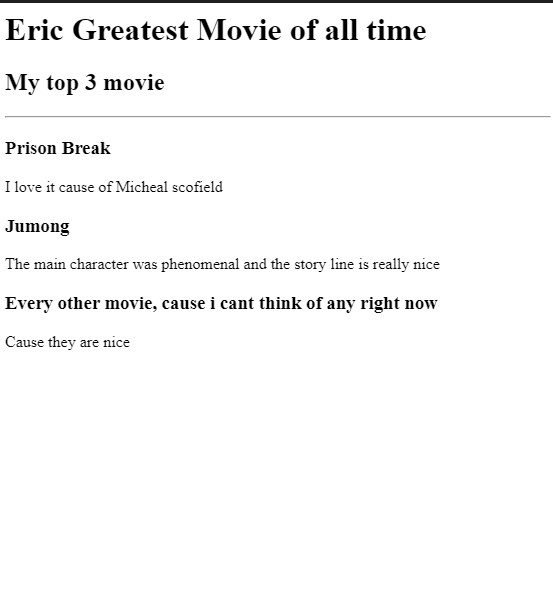 Eric Greatest Movie of all time
My top 3 movie
Prison Break
I love it cause of Micheal scofield
Jumong
The main character was phenomenal and the story line is really nice
Every other movie, cause i cant think of any right now
Cause they are nice